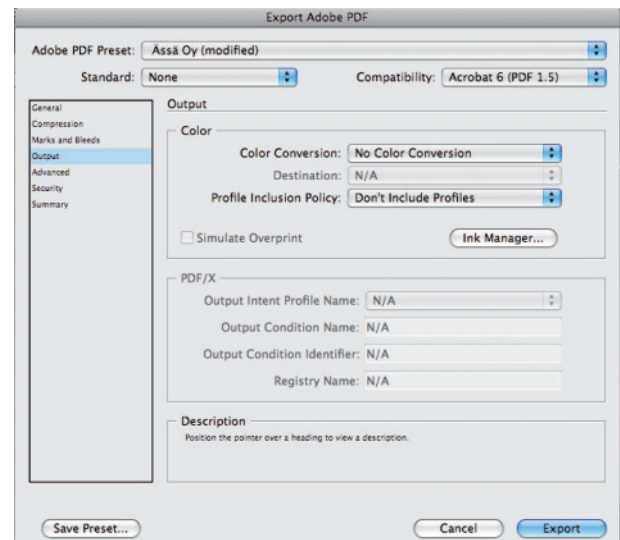 Export Adobe PDF
Adobe PDF Preset: Ässä Oy (modified)
Standard: None Compatibility: Acrobat 6 (PDF 1.5)
General
Compression
Marks and Bleeds
Output
Advanced
Security
Summary
Output
Color
Color Conversion: No Color Conversion
Destination: N/A
Profile Inclusion Policy: Don't Include Profiles
Simulate Overprint Ink Manager...
PDF/X
Output Intent Profile Name: N/A
Output Condition Name: N/A
Output Condition Identifier: N/A
Registry Name: N/A
Description
Position the pointer over a heading to view a description.
Save Preset... Cancel Export